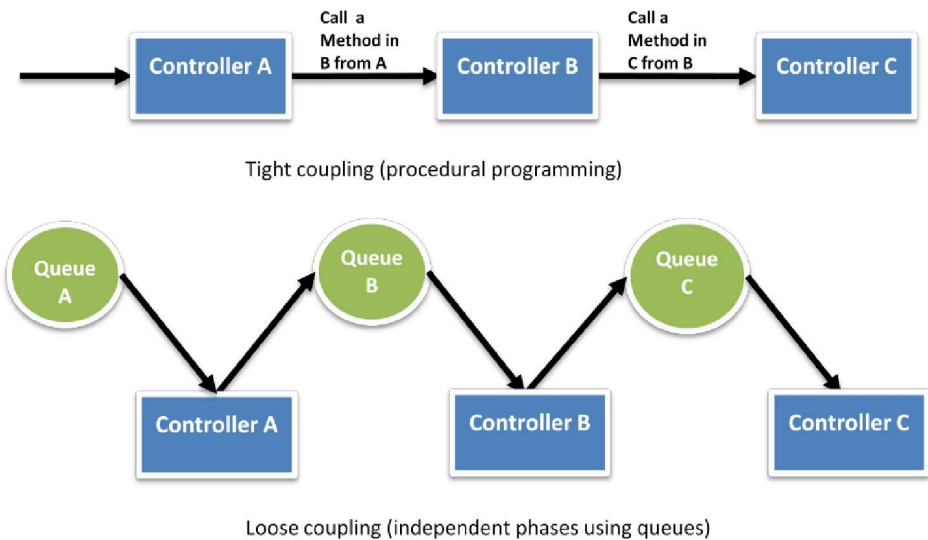 Call a
Method in
B from A
Call a
Method in
C from B
Controller A
Controller B
Controller C
Tight coupling (procedural programming)
Queue
A
Queue
B
Queue
C
Controller A
Controller B
Controller C
Loose coupling (independent phases using queues)